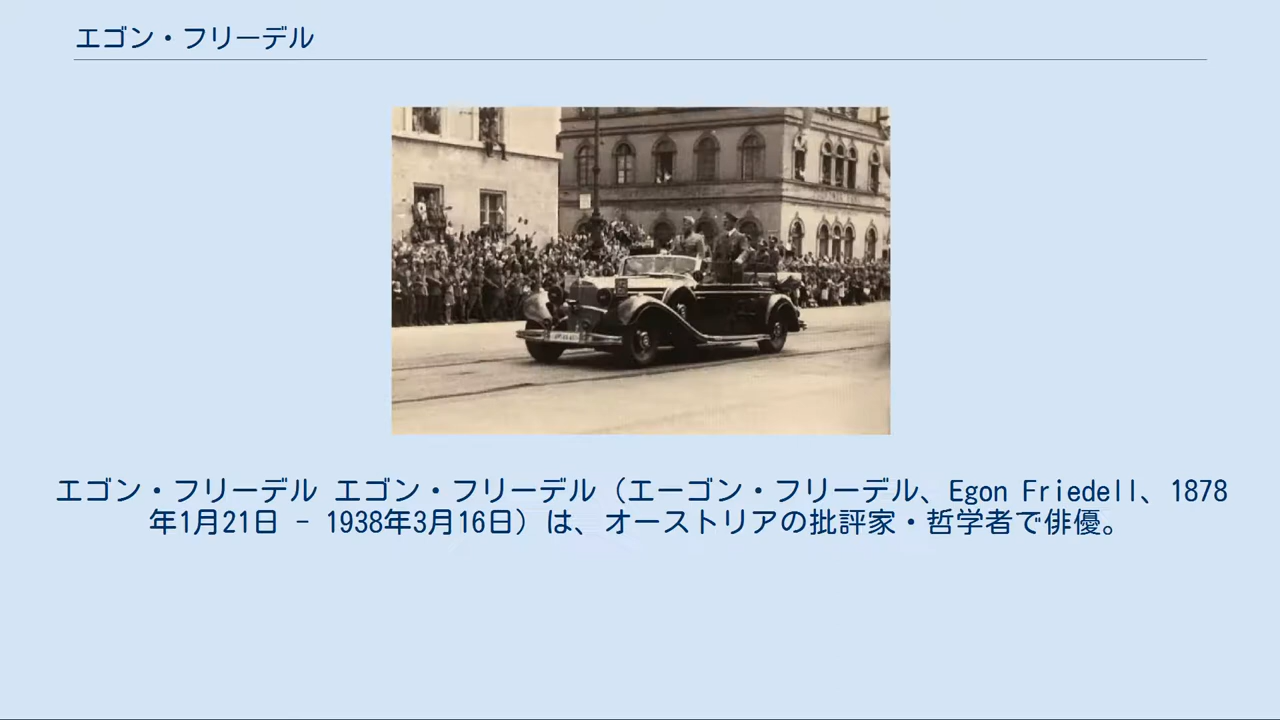 エゴン・フリーデル
エゴン・フリーデル エゴン・フリーデル（エーゴン・フリーデル、Egon Friedell、1878
年1月21日 - 1938年3月16日）は、オーストリアの批評家・哲学者で俳優。